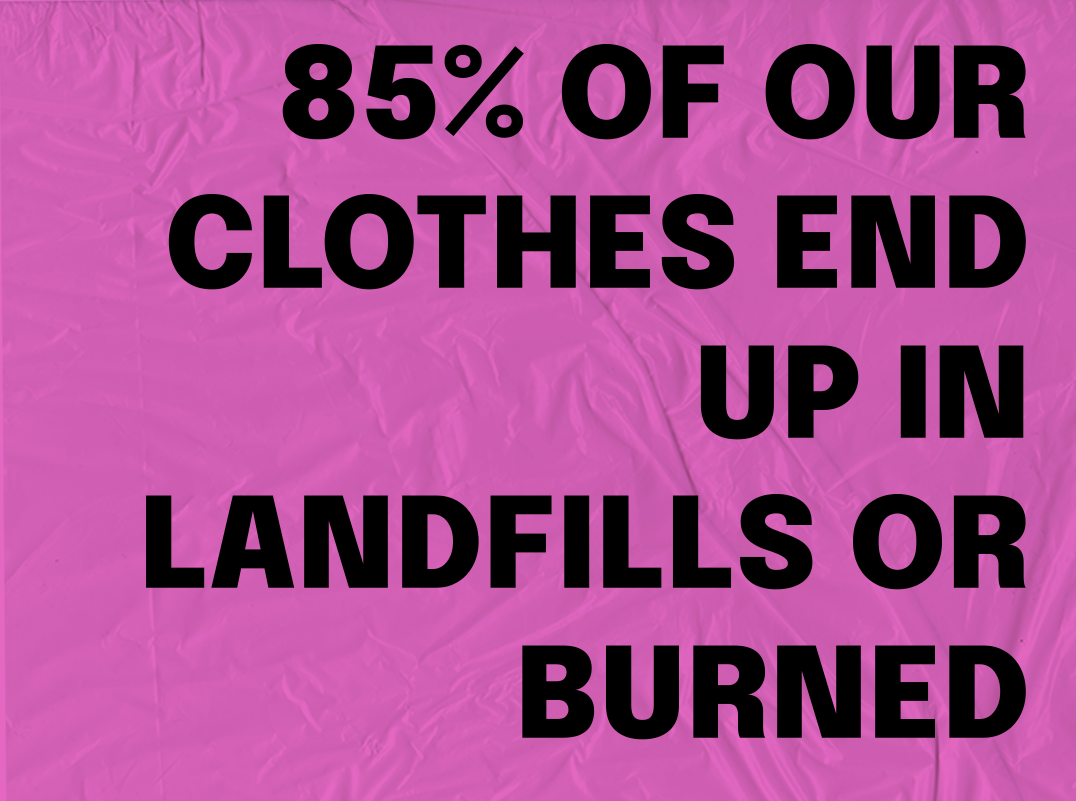 85% OF OUR
CLOTHES END
UP IN
LANDFILLS OR
BURNED